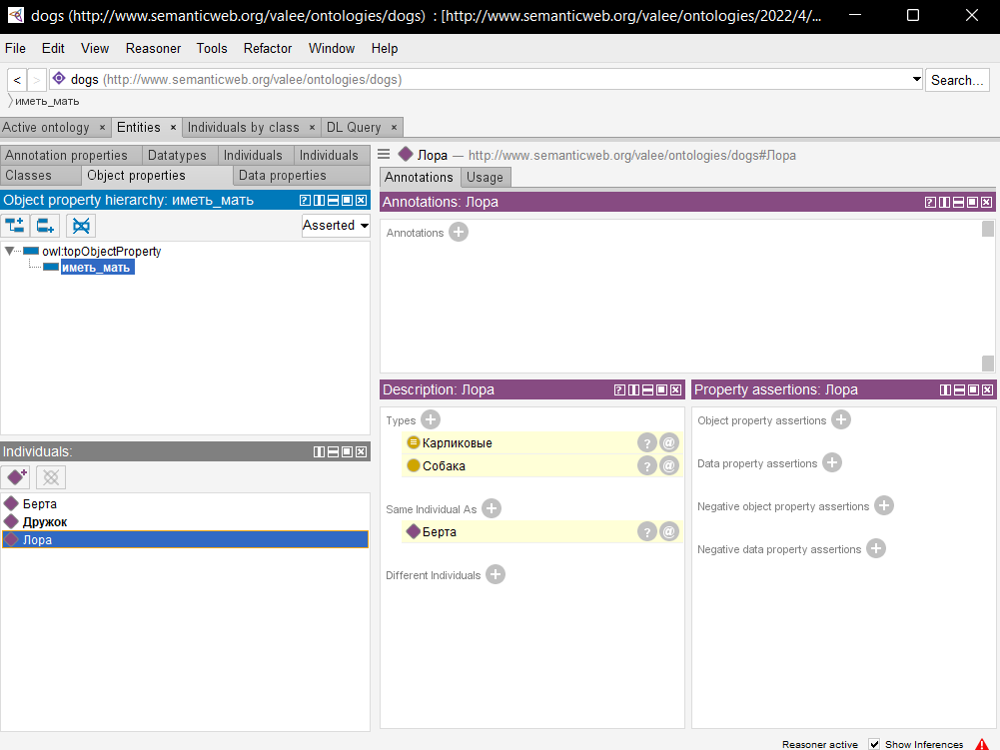 dogs (http://www.semanticweb.org/valee/ontologies/dogs) : [http://www.semanticweb.org/valee/ontologies/2022/4/...
File Edit View Reasoner Tools Refactor Window Help
< > dogs (http://www.semanticweb.org/valee/ontologies/dogs) Search...
иметь_мать
Active ontology × Entities × Individuals by class × DL Query ×
Annotation properties Datatypes Individuals Individuals
Classes Object properties Data properties
Object property hierarchy: иметь_мать
Asserted
owl:topObjectProperty
иметь_мать
Individuals:
Берта
Дружок
Лора
Лора — http://www.semanticweb.org/valee/ontologies/dogs#Лора
Annotations Usage
Annotations: Лора
Annotations
Description: Лора
Types
Карликовые
Собака
Same Individual As
Берта
Different Individuals
Property assertions: Лора
Object property assertions
Data property assertions
Negative object property assertions
Negative data property assertions
Reasoner active Show Inferences